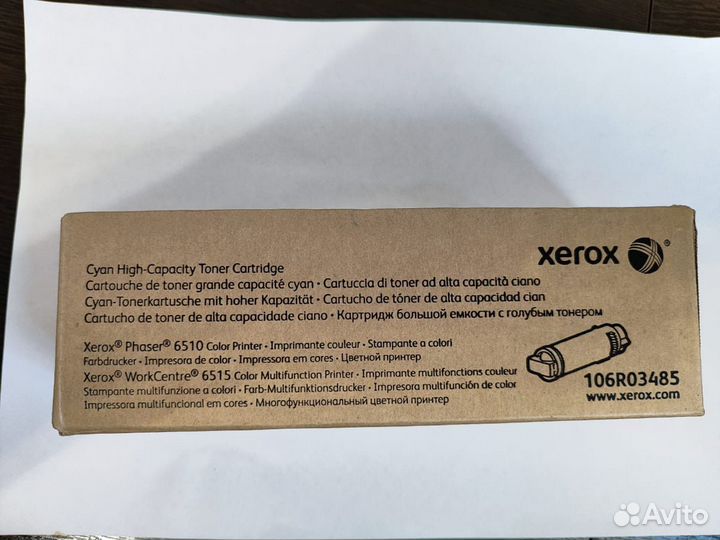 xerox®
Cyan High-Capacity Toner Cartridge
Cartouche de toner grande capacité cyan • Cartuccia di toner ad alta capacità ciano
Cyan-Tonerkartusche mit hoher Kapazität • Cartucho de tóner de alta capacidad cian
Cartucho de toner de alta capacidade ciano • Картридж большой емкости с голубым тонером
Xerox® Phaser® 6510 Color Printer • Imprimante couleur • Stampante a colori
Farbdrucker • Impresora de color • Impressora em cores • Цветной принтер
Xerox® WorkCentre® 6515 Color Multifunction Printer • Imprimante multifonctions couleur
Stampante multifunzione a colori • Farb-Multifunktionsdrucker • Impresora multifunción de color
Impressora multifuncional em cores • Многофункциональный цветной принтер
106R03485
www.xerox.com
Avito